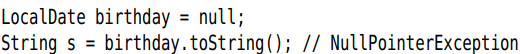 LocalDate birthday = null;
String s = birthday.toString(); // NullPointerException